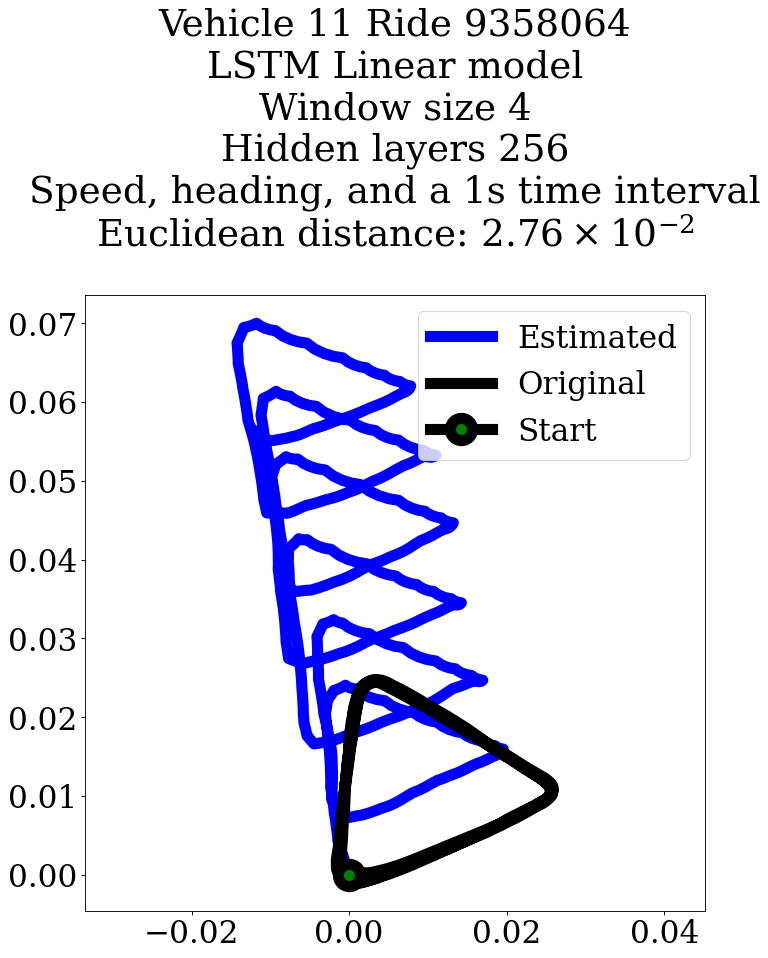 Vehicle 11 Ride 9358064
LSTM Linear model
Window size 4
Hidden layers 256
Speed, heading, and a 1s time interval
Euclidean distance: 2.76 × 10⁻²
Estimated
Original
Start
0.07
0.06
0.05
0.04
0.03
0.02
0.01
0.00
−0.02 0.00 0.02 0.04